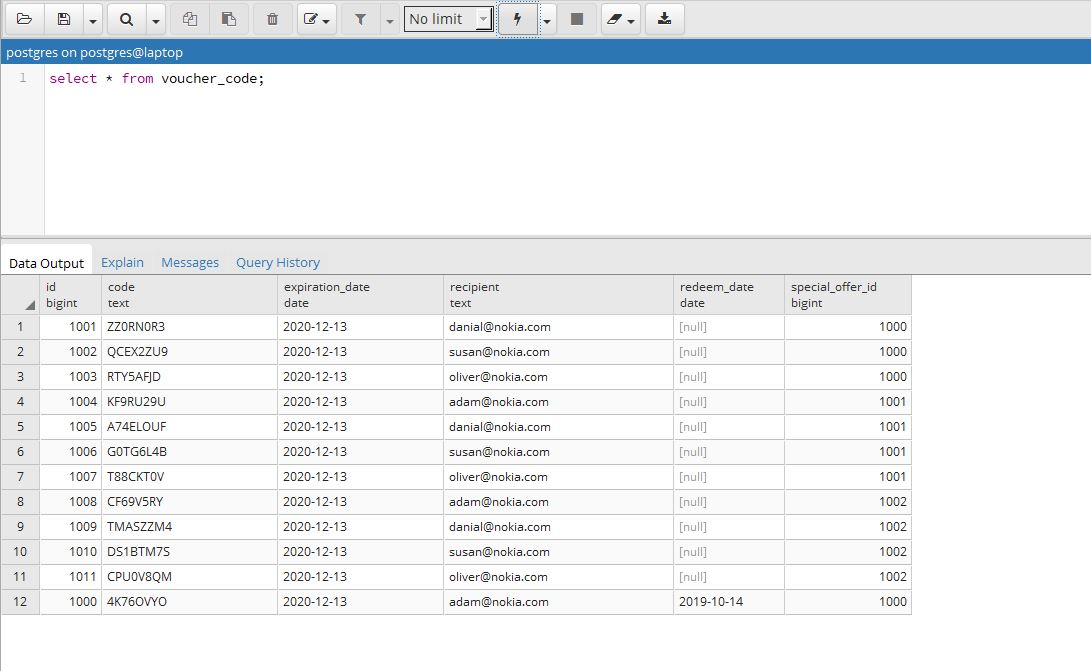 No limit
postgres on postgres@laptop
1 select * from voucher_code;
Data Output Explain Messages Query History
id code expiration_date recipient redeem_date special_offer_id
bigint text date text date bigint
1 1001 ZZ0RN0R3 2020-12-13 danial@nokia.com [null] 1000
2 1002 QCEX2ZU9 2020-12-13 susan@nokia.com [null] 1000
3 1003 RTY5AFJD 2020-12-13 oliver@nokia.com [null] 1000
4 1004 KF9RU29U 2020-12-13 adam@nokia.com [null] 1001
5 1005 A74ELOUF 2020-12-13 danial@nokia.com [null] 1001
6 1006 G0TG6L4B 2020-12-13 susan@nokia.com [null] 1001
7 1007 T88CKT0V 2020-12-13 oliver@nokia.com [null] 1001
8 1008 CF69V5RY 2020-12-13 adam@nokia.com [null] 1002
9 1009 TMASZZM4 2020-12-13 danial@nokia.com [null] 1002
10 1010 DS1BTM7S 2020-12-13 susan@nokia.com [null] 1002
11 1011 CPU0V8QM 2020-12-13 oliver@nokia.com [null] 1002
12 1000 4K76OVYO 2020-12-13 adam@nokia.com 2019-10-14 1000